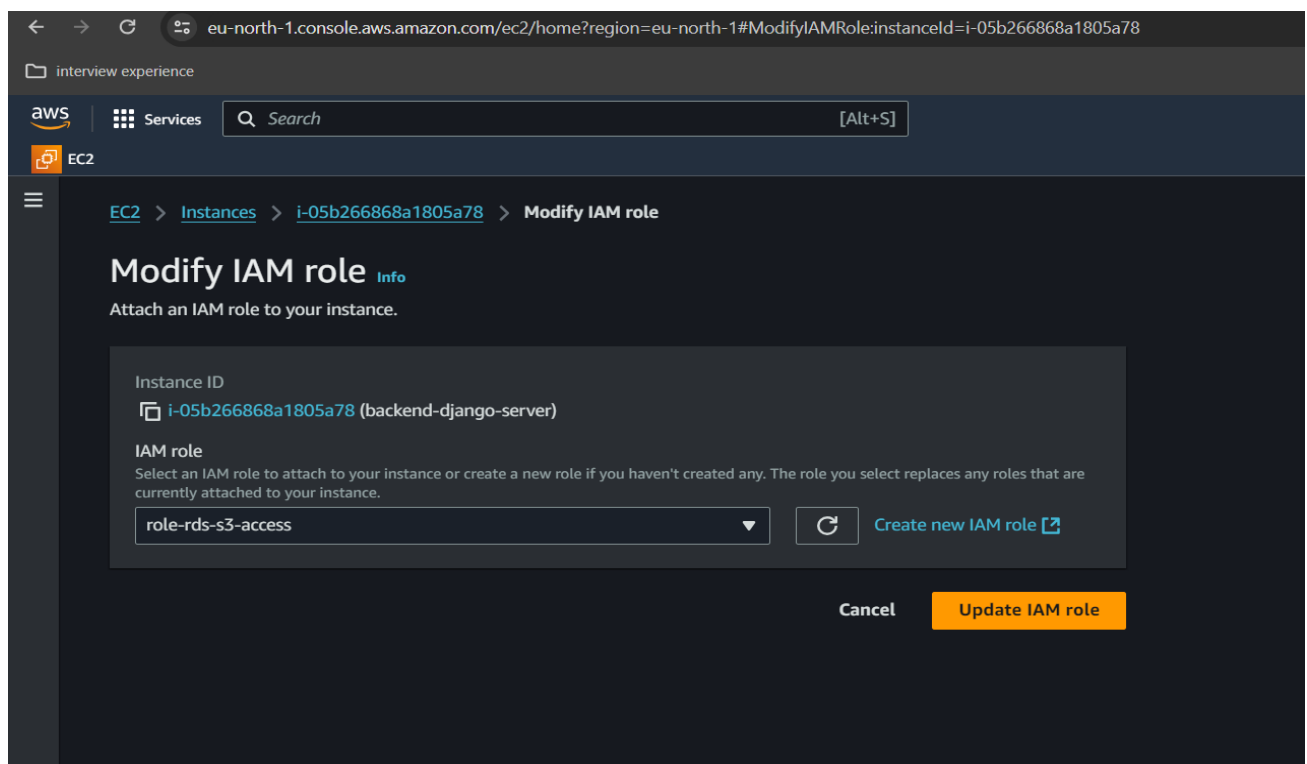 eu-north-1.console.aws.amazon.com/ec2/home?region=eu-north-1#ModifyIAMRole:instanceId=i-05b266868a1805a78
interview experience
aws Services Search [Alt+S]
EC2
EC2 > Instances > i-05b266868a1805a78 > Modify IAM role
Modify IAM role Info
Attach an IAM role to your instance.
Instance ID
i-05b266868a1805a78 (backend-django-server)
IAM role
Select an IAM role to attach to your instance or create a new role if you haven't created any. The role you select replaces any roles that are
currently attached to your instance.
role-rds-s3-access Create new IAM role
Cancel Update IAM role